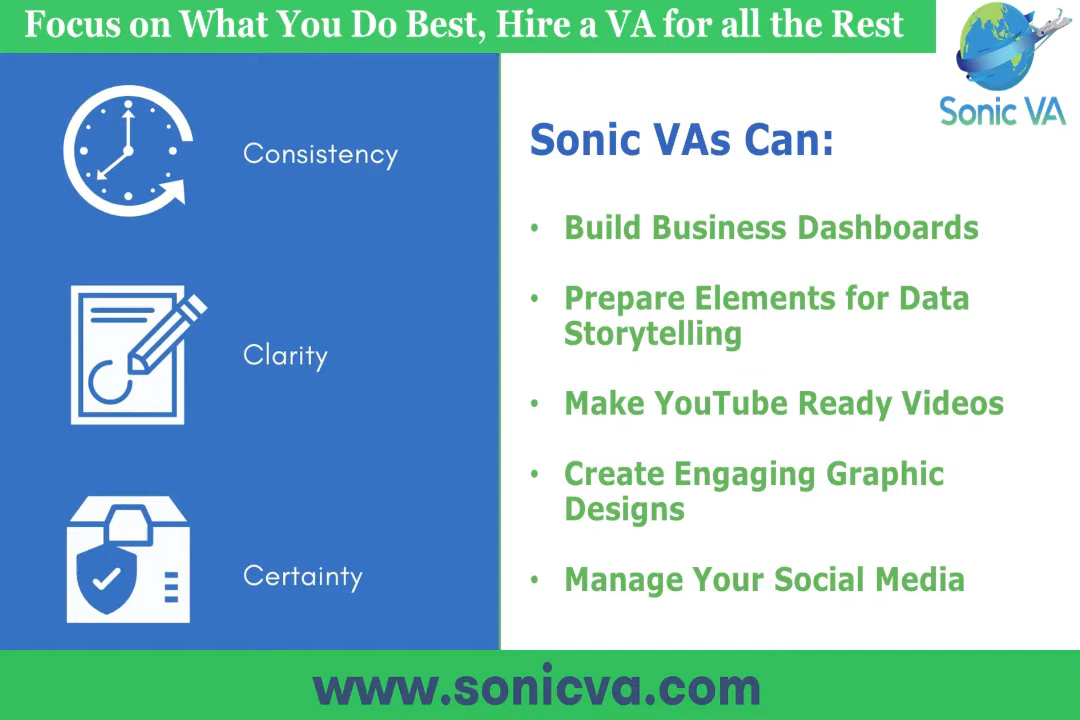 Focus on What You Do Best, Hire a VA for all the Rest
Sonic VA
Consistency
Clarity
Certainty
Sonic VAs Can:
• Build Business Dashboards
• Prepare Elements for Data
Storytelling
• Make YouTube Ready Videos
• Create Engaging Graphic
Designs
• Manage Your Social Media
www.sonicva.com